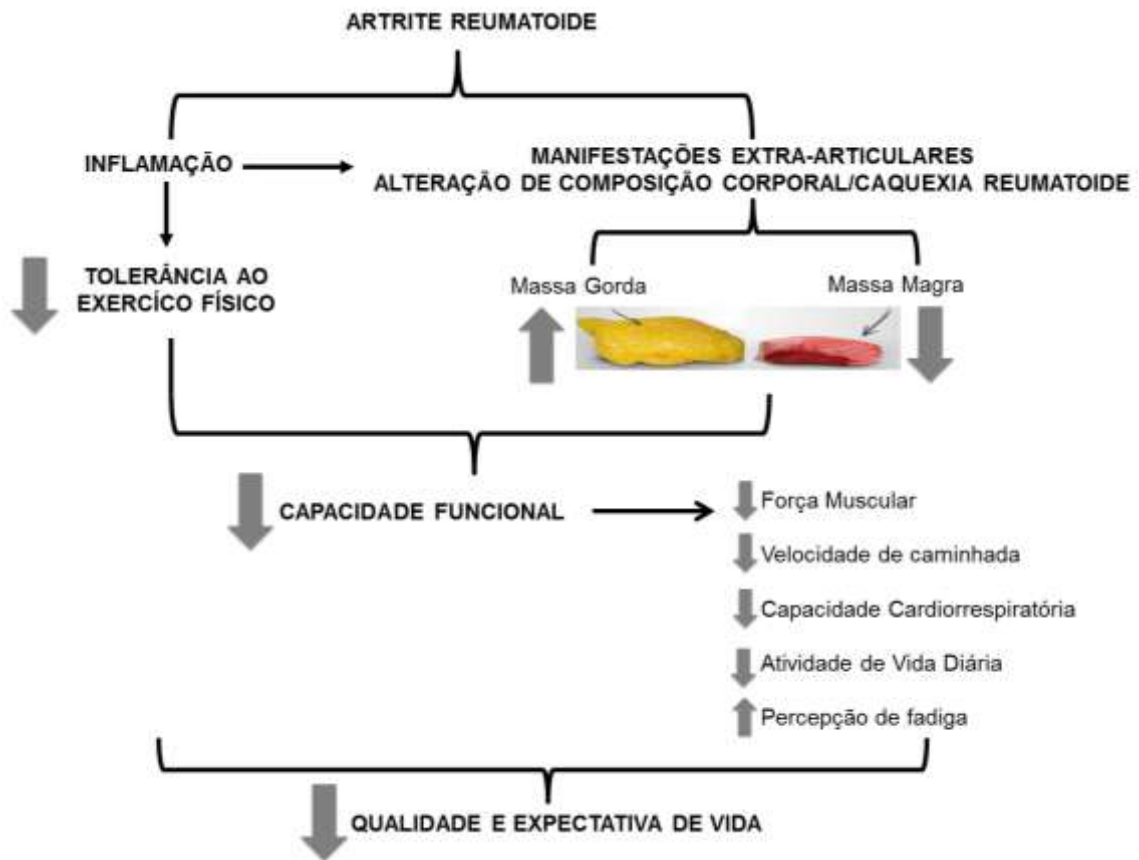 ARTRITE REUMATOIDE
INFLAMAÇÃO
MANIFESTAÇÕES EXTRA-ARTICULARES
ALTERAÇÃO DE COMPOSIÇÃO CORPORAL/CAQUEXIA REUMATOIDE
TOLERÂNCIA AO
EXERCÍCO FÍSICO
Massa Gorda
Massa Magra
CAPACIDADE FUNCIONAL
Força Muscular
Velocidade de caminhada
Capacidade Cardiorrespiratória
Atividade de Vida Diária
Percepção de fadiga
QUALIDADE E EXPECTATIVA DE VIDA